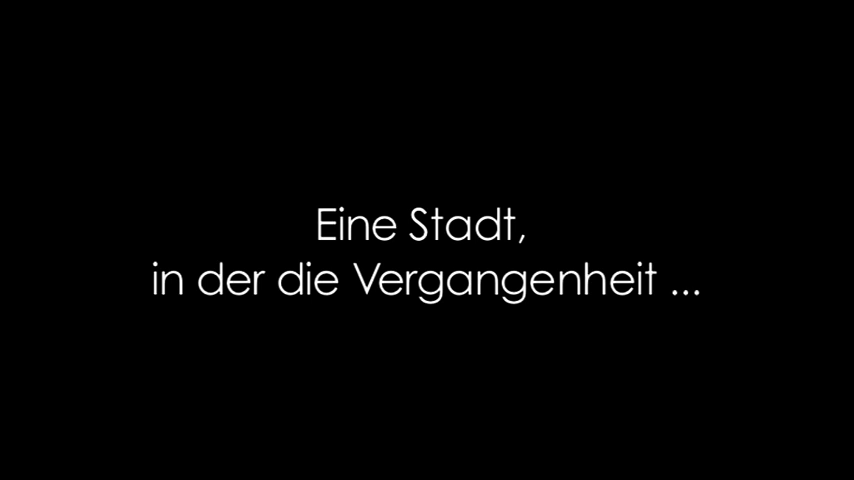 Eine Stadt,
in der die Vergangenheit ...